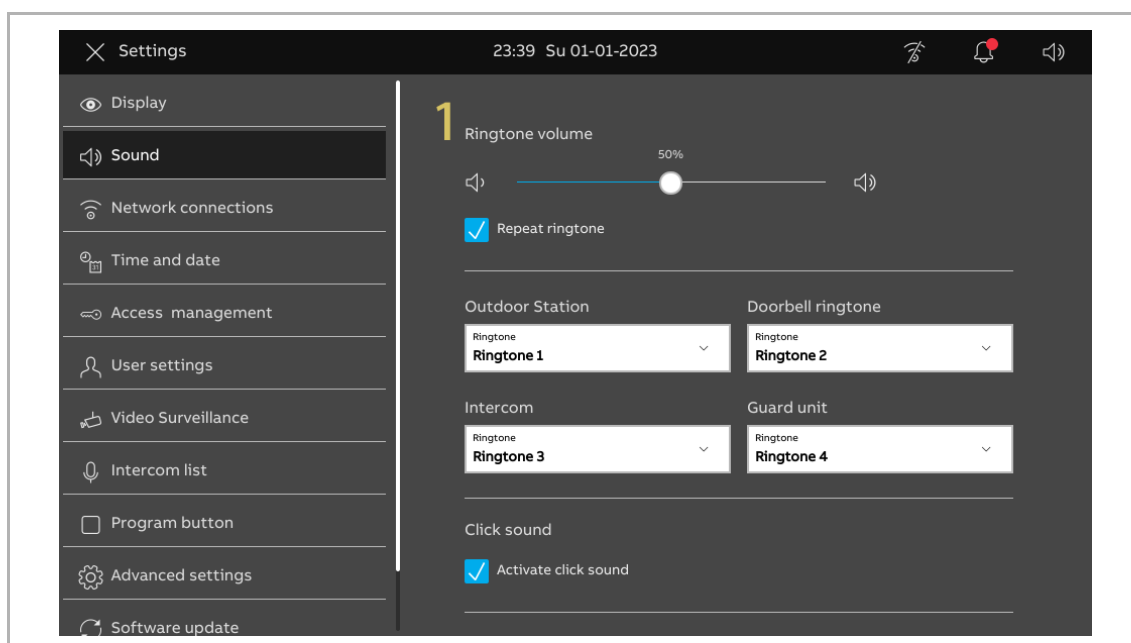 Settings
23:39 Su 01-01-2023
Display
Sound
Network connections
Time and date
Access management
User settings
Video Surveillance
Intercom list
Program button
Advanced settings
Software update
1
Ringtone volume
50%
Repeat ringtone
Outdoor Station
Doorbell ringtone
Ringtone
Ringtone 1
Ringtone
Ringtone 2
Intercom
Guard unit
Ringtone
Ringtone 3
Ringtone
Ringtone 4
Click sound
Activate click sound